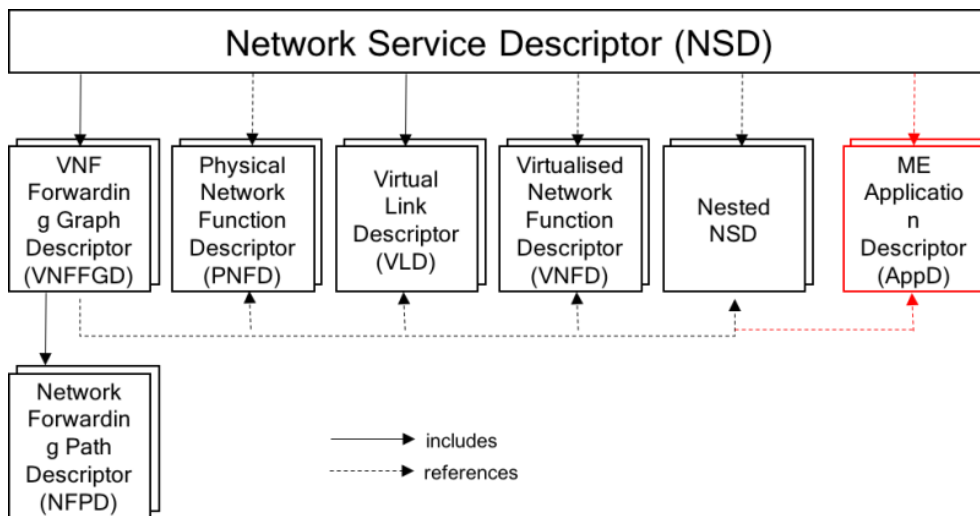 Network Service Descriptor (NSD)
VNF
Forwardin
g Graph
Descriptor
(VNFFGD)
Physical
Network
Function
Descriptor
(PNFD)
Virtual
Link
Descriptor
(VLD)
Virtualised
Network
Function
Descriptor
(VNFD)
Nested
NSD
ME
Applicatio
n
Descriptor
(AppD)
Network
Forwardin
g Path
Descriptor
(NFPD)
includes
references